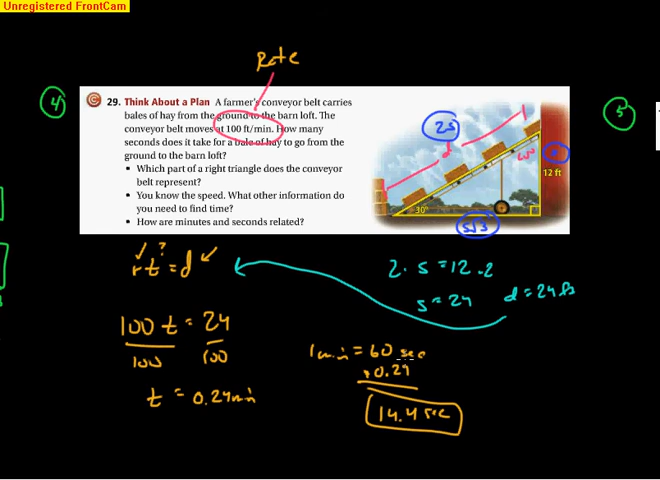 Unregistered FrontCam
Rate
4
5
29. Think About a Plan A farmer's conveyor belt carries
bales of hay from the ground to the barn loft. The
conveyor belt moves at 100 ft/min. How many
seconds does it take for a bale of hay to go from the
ground to the barn loft?
• Which part of a right triangle does the conveyor
belt represent?
• You know the speed. What other information do
you need to find time?
• How are minutes and seconds related?
2s
d
60°
s
12 ft
30°
s√3
✓ ? ✓
rt = d
2. s = 12 .2
s = 24
d = 24 ft
100 t = 24
100 100
t = 0.24 min
1 min = 60 sec
×0.24
14.4 sec